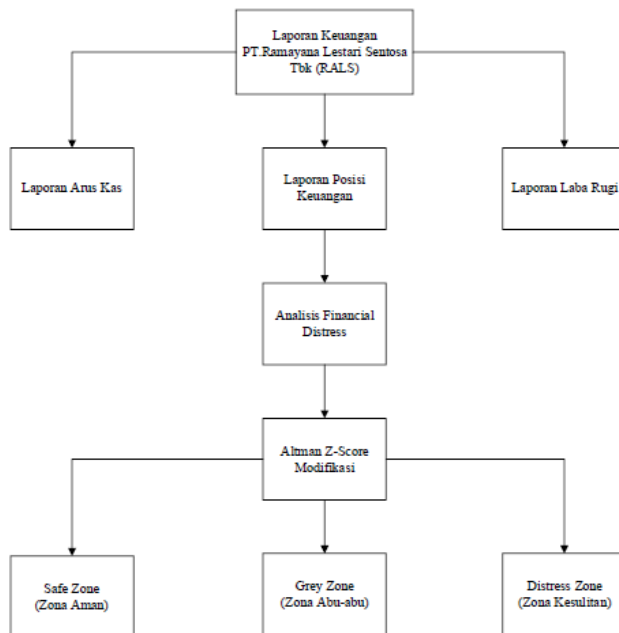 Laporan Keuangan
PT.Ramayana Lestari Sentosa
Tbk (RALS)
Laporan Arus Kas
Laporan Posisi
Keuangan
Laporan Laba Rugi
Analisis Financial
Distress
Altman Z-Score
Modifikasi
Safe Zone
(Zona Aman)
Grey Zone
(Zona Abu-abu)
Distress Zone
(Zona Kesulitan)